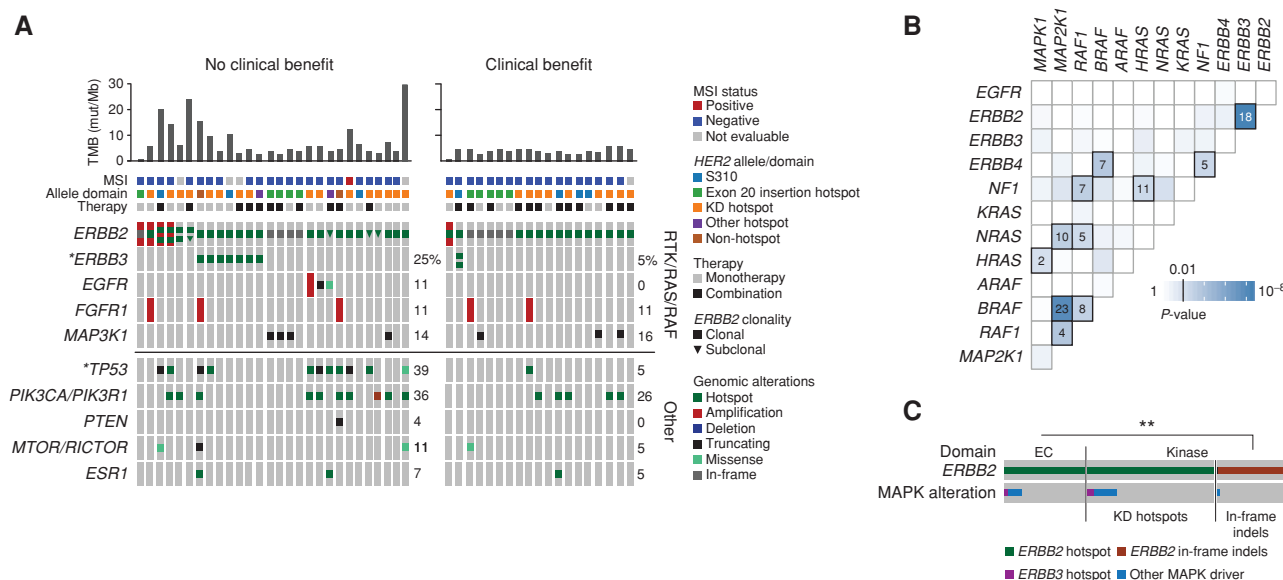 A
No clinical benefit
Clinical benefit
TMB (mut/Mb)
30
20
10
0
MSI
Allele domain
Therapy
ERBB2
*ERBB3 25% 5%
EGFR 11 0
FGFR1 11 11
MAP3K1 14 16
*TP53 39 5
PIK3CA/PIK3R1 36 26
PTEN 4 0
MTOR/RICTOR 11 5
ESR1 7 5
RTK/RAS/RAF
Other
MSI status
Positive
Negative
Not evaluable
HER2 allele/domain
S310
Exon 20 insertion hotspot
KD hotspot
Other hotspot
Non-hotspot
Therapy
Monotherapy
Combination
ERBB2 clonality
Clonal
Subclonal
Genomic alterations
Hotspot
Amplification
Deletion
Truncating
Missense
In-frame
B
MAPK1
MAP2K1
RAF1
BRAF
ARAF
HRAS
NRAS
KRAS
NF1
ERBB4
ERBB3
ERBB2
EGFR
ERBB2 18
ERBB3
ERBB4 7 5
NF1 7 11
KRAS
NRAS 10 5
HRAS 2
ARAF
BRAF 23 8
RAF1 4
MAP2K1
0.01
1 10⁻⁸
P-value
C
**
Domain EC Kinase
ERBB2
MAPK alteration
KD hotspots
In-frame
indels
ERBB2 hotspot
ERBB2 in-frame indels
ERBB3 hotspot
Other MAPK driver